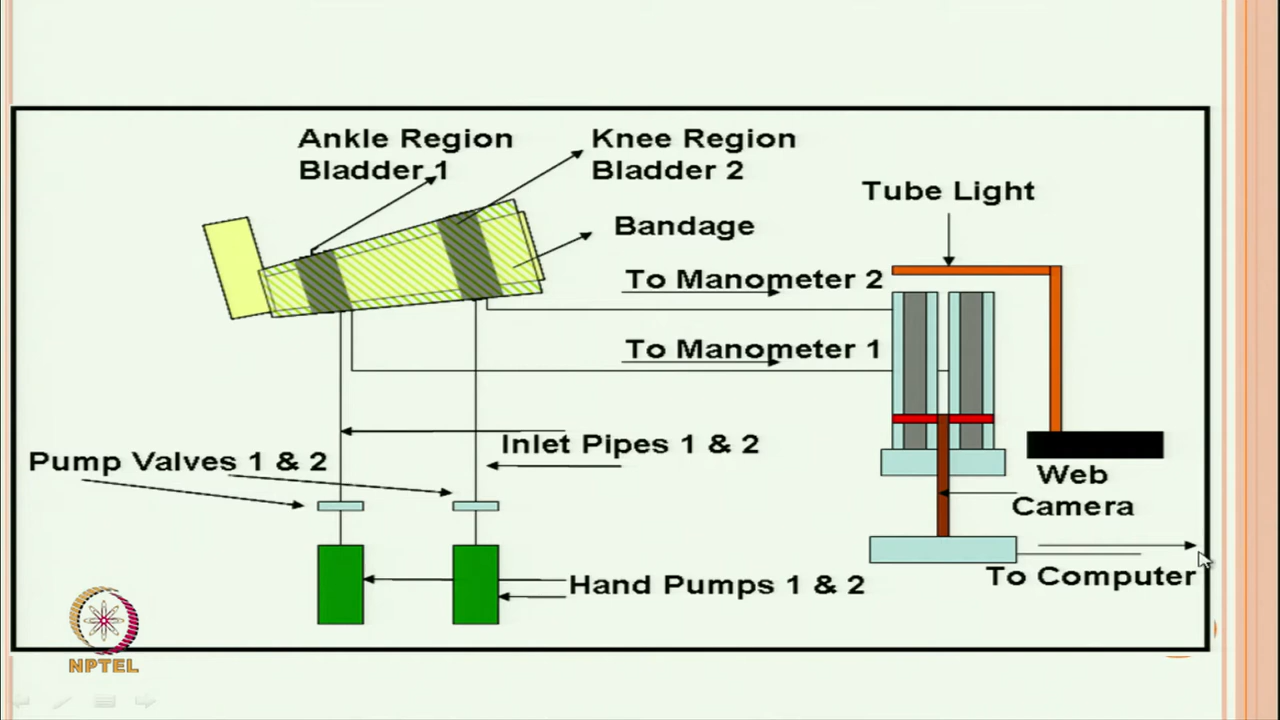 Ankle Region
Bladder 1
Knee Region
Bladder 2
Tube Light
Bandage
To Manometer 2
To Manometer 1
Inlet Pipes 1 & 2
Pump Valves 1 & 2
Web
Camera
To Computer
Hand Pumps 1 & 2
NPTEL